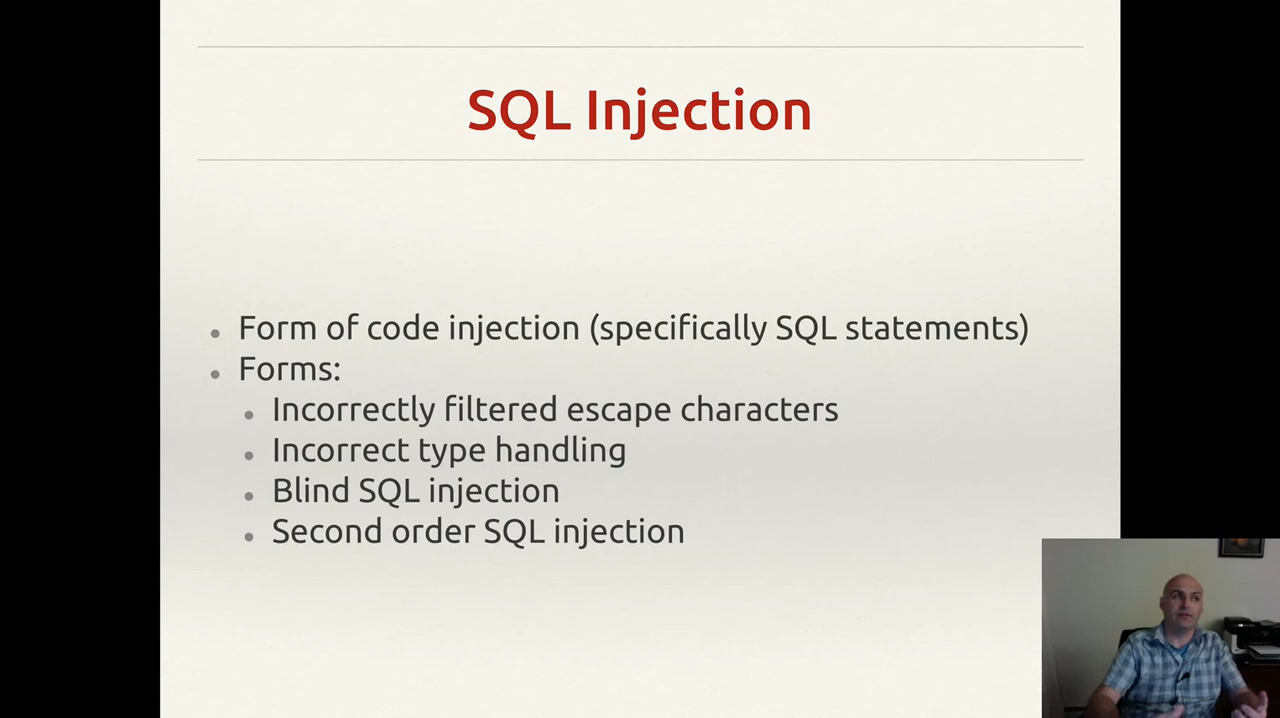 SQL Injection
Form of code injection (specifically SQL statements)
Forms:
Incorrectly filtered escape characters
Incorrect type handling
Blind SQL injection
Second order SQL injection